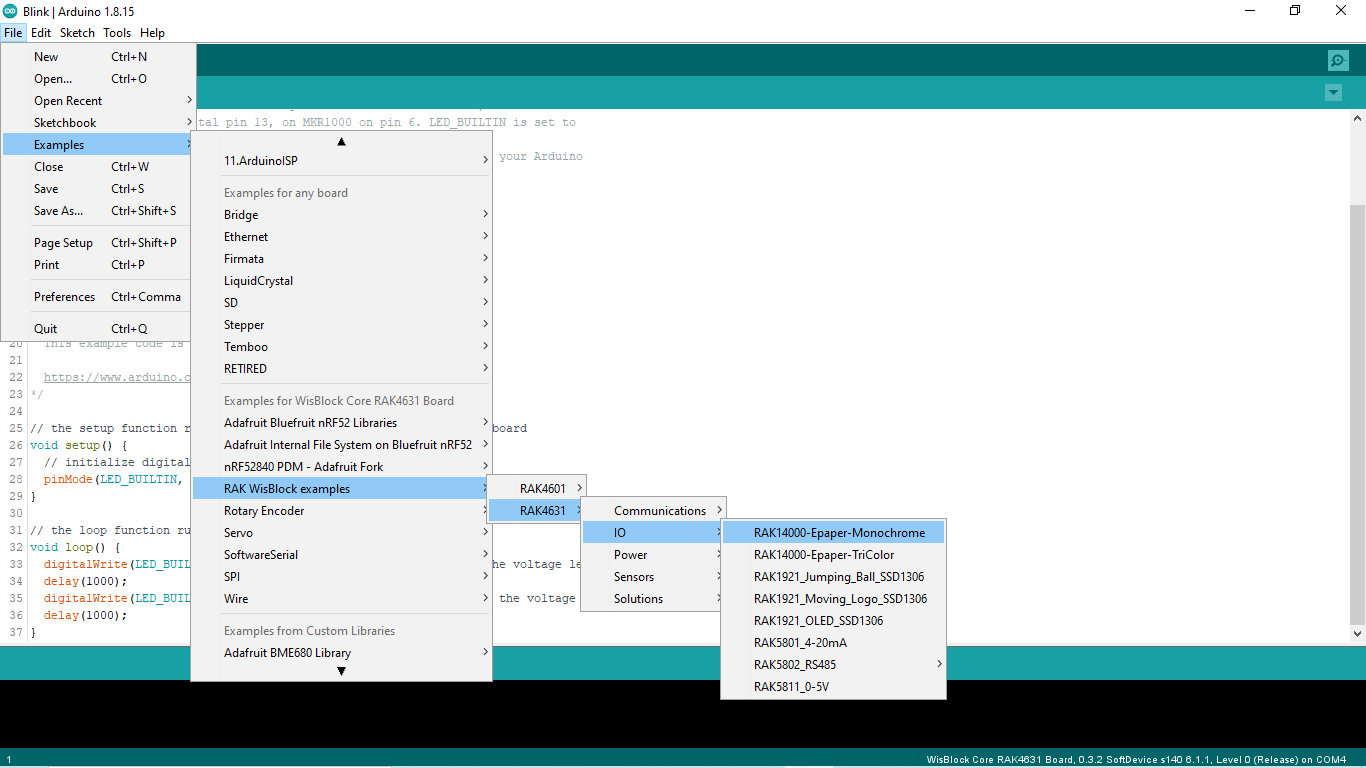 Blink | Arduino 1.8.15
File Edit Sketch Tools Help
New Ctrl+N
Open... Ctrl+O
Open Recent
Sketchbook
Examples
Close Ctrl+W
Save Ctrl+S
Save As... Ctrl+Shift+S
Page Setup Ctrl+Shift+P
Print Ctrl+P
Preferences Ctrl+Comma
Quit Ctrl+Q
tal pin 13, on MKR1000 on pin 6. LED_BUILTIN is set to
your Arduino
11.ArduinoISP
Examples for any board
Bridge
Ethernet
Firmata
LiquidCrystal
SD
Stepper
Temboo
RETIRED
Examples for WisBlock Core RAK4631 Board
Adafruit Bluefruit nRF52 Libraries
Adafruit Internal File System on Bluefruit nRF52
nRF52840 PDM - Adafruit Fork
RAK WisBlock examples
Rotary Encoder
Servo
SoftwareSerial
SPI
Wire
Examples from Custom Libraries
Adafruit BME680 Library
RAK4601
RAK4631
Communications
IO
Power
Sensors
Solutions
RAK14000-Epaper-Monochrome
RAK14000-Epaper-TriColor
RAK1921_Jumping_Ball_SSD1306
RAK1921_Moving_Logo_SSD1306
RAK1921_OLED_SSD1306
RAK5801_4-20mA
RAK5802_RS485
RAK5811_0-5V
20 This example code is
21
22 https://www.arduino.c
23 */
24
25 // the setup function r board
26 void setup() {
27 // initialize digital
28 pinMode(LED_BUILTIN,
29 }
30
31 // the loop function ru
32 void loop() {
33 digitalWrite(LED_BUIL he voltage le
34 delay(1000);
35 digitalWrite(LED_BUIL the voltage
36 delay(1000);
37 }
1 WisBlock Core RAK4631 Board, 0.3.2 SoftDevice s140 6.1.1, Level 0 (Release) on COM4